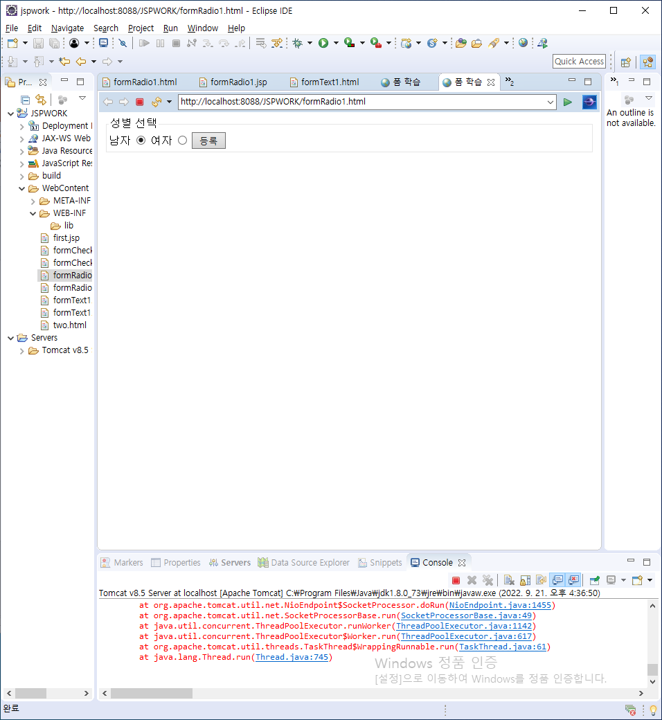 jspwork - http://localhost:8088/JSPWORK/formRadio1.html - Eclipse IDE
File Edit Navigate Search Project Run Window Help
Quick Access
Pr...
formRadio1.html formRadio1.jsp formText1.html 폼 학습 폼 학습 »2
»1
http://localhost:8088/JSPWORK/formRadio1.html
JSPWORK
Deployment I
JAX-WS Web
Java Resource
JavaScript Res
build
WebContent
META-INF
WEB-INF
lib
first.jsp
formCheck
formCheck
formRadio
formRadio
formText1
formText1
two.html
Servers
Tomcat v8.5
성별 선택
남자 여자 등록
An outline is
not available.
Markers Properties Servers Data Source Explorer Snippets Console
Tomcat v8.5 Server at localhost [Apache Tomcat] C:₩Program Files₩Java₩jdk1.8.0_73₩jre₩bin₩javaw.exe (2022. 9. 21. 오후 4:36:50)
at org.apache.tomcat.util.net.NioEndpoint$SocketProcessor.doRun(NioEndpoint.java:1455)
at org.apache.tomcat.util.net.SocketProcessorBase.run(SocketProcessorBase.java:49)
at java.util.concurrent.ThreadPoolExecutor.runWorker(ThreadPoolExecutor.java:1142)
at java.util.concurrent.ThreadPoolExecutor$Worker.run(ThreadPoolExecutor.java:617)
at org.apache.tomcat.util.threads.TaskThread$WrappingRunnable.run(TaskThread.java:61)
at java.lang.Thread.run(Thread.java:745)
Windows 정품 인증
[설정]으로 이동하여 Windows를 정품 인증합니다.
완료